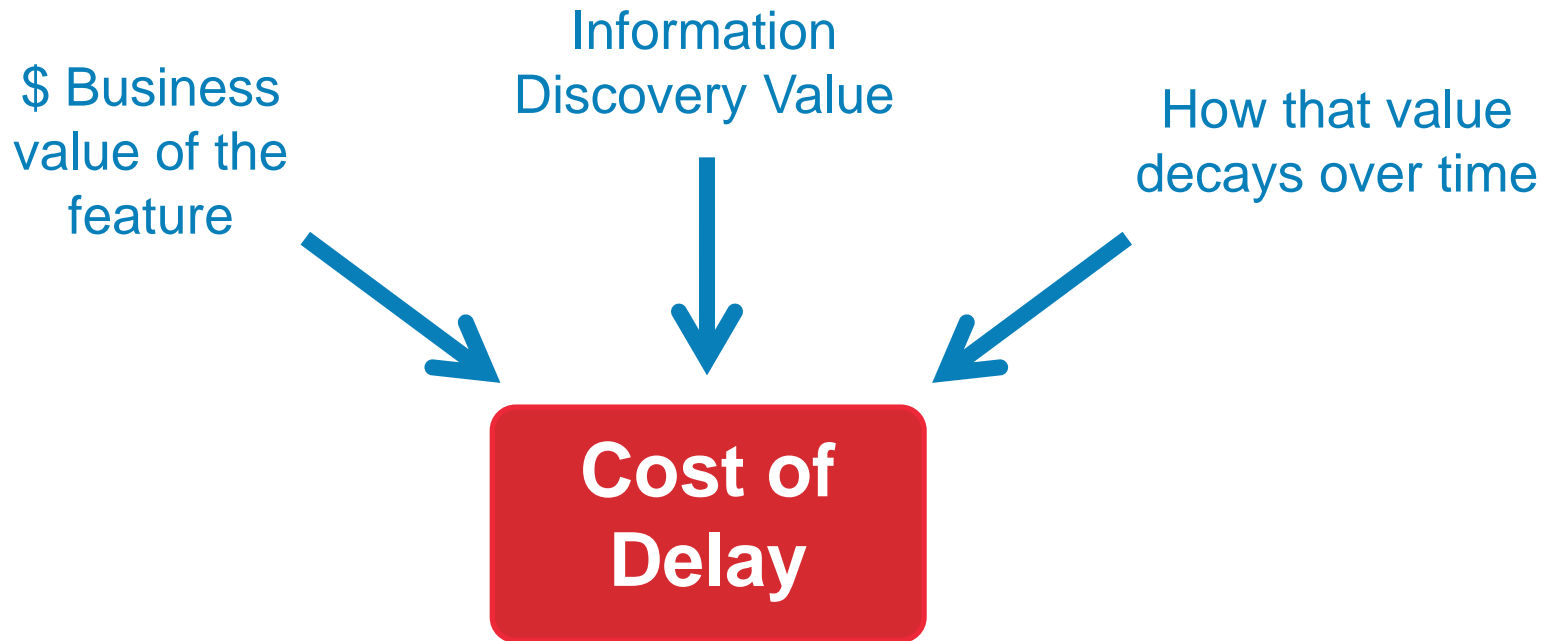 $ Business
value of the
feature
Information
Discovery Value
How that value
decays over time
Cost of
Delay